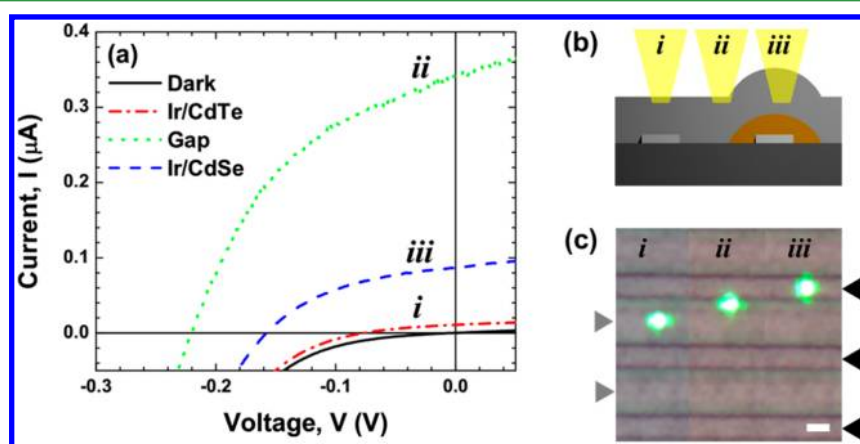 (a)
ii
Dark
Ir/CdTe
Gap
Ir/CdSe
iii
i
0.4
0.3
0.2
0.1
0.0
-0.3
-0.2
-0.1
0.0
Current, I (μA)
Voltage, V (V)
(b)
i
ii
iii
(c)
i
ii
iii